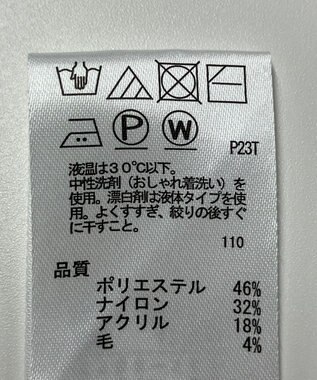 P W P23T
液温は30℃以下。
中性洗剤（おしゃれ着洗い）を
使用。漂白剤は液体タイプを使
用。よくすすぎ、絞りの後すぐ
に干すこと。
110
品質
ポリエステル 46%
ナイロン 32%
アクリル 18%
毛 4%